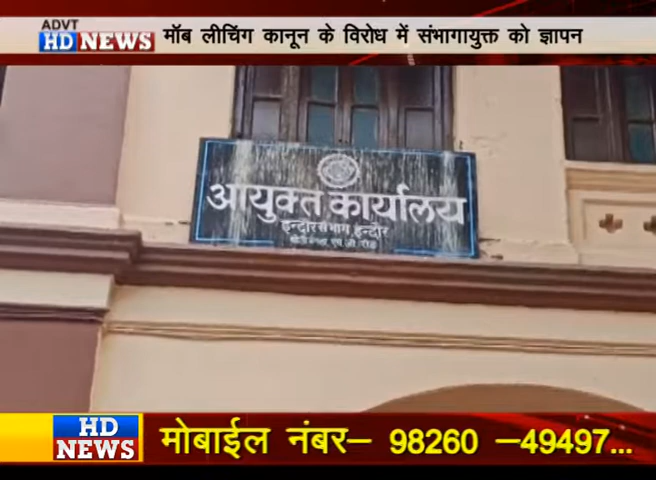 ADVT
HD NEWS
मॉब लीचिंग कानून के विरोध में संभागायुक्त को ज्ञापन
आयुक्त कार्यालय
इन्दौर संभाग, इन्दौर
HD
NEWS
मोबाईल नंबर– 98260 –49497...